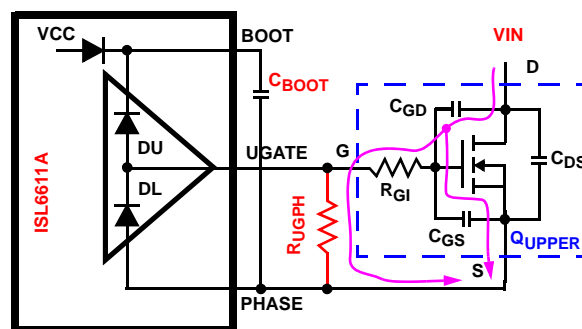 VCC
BOOT
VIN
D
CBOOT
CGD
DU
UGATE
G
CDS
DL
RGI
ISL6611A
RUGPH
CGS
QUPPER
S
PHASE